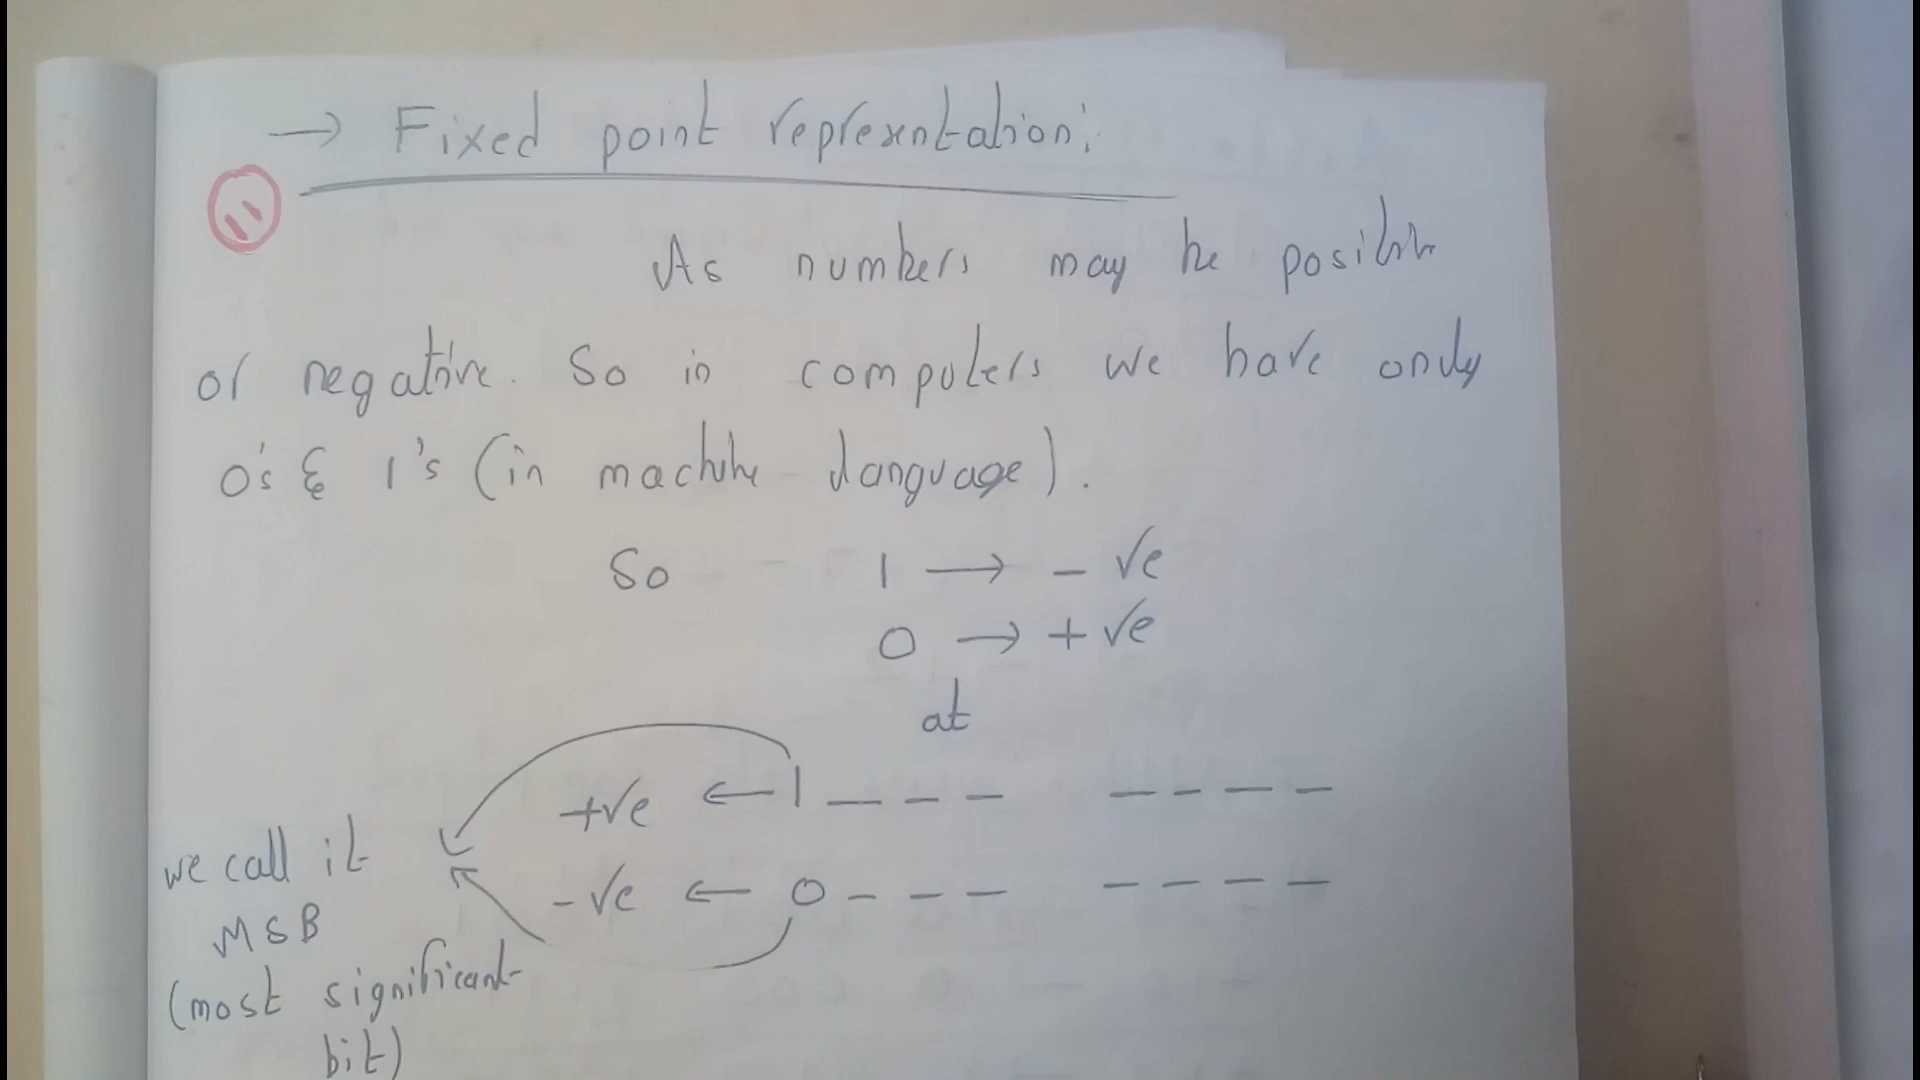 → Fixed point representation:
11
As numbers may be positive
or negative. So in computers we have only
0's & 1's (in machine language).
So 1 → - ve
0 → + ve
at
+ve ← 1 _ _ _ _ _ _ _
-ve ← 0 _ _ _ _ _ _ _
we call it
MSB
(most significant
bit)